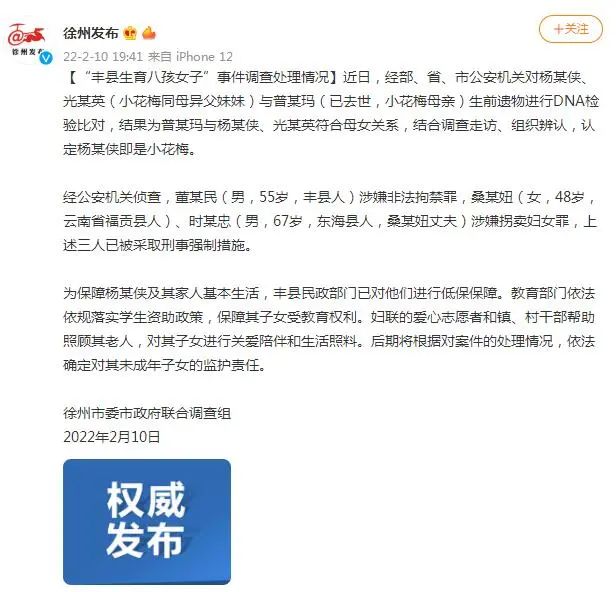 徐州发布
+关注
22-2-10 19:41 来自 iPhone 12
徐州发布
【“丰县生育八孩女子”事件调查处理情况】近日，经部、省、市公安机关对杨某侠、
光某英（小花梅同母异父妹妹）与普某玛（已去世，小花梅母亲）生前遗物进行DNA检
验比对，结果为普某玛与杨某侠、光某英符合母女关系，结合调查走访、组织辨认，认
定杨某侠即是小花梅。
经公安机关侦查，董某民（男，55岁，丰县人）涉嫌非法拘禁罪，桑某妞（女，48岁，
云南省福贡县人）、时某忠（男，67岁，东海县人，桑某妞丈夫）涉嫌拐卖妇女罪，上
述三人已被采取刑事强制措施。
为保障杨某侠及其家人基本生活，丰县民政部门已对他们进行低保保障。教育部门依法
依规落实学生资助政策，保障其子女受教育权利。妇联的爱心志愿者和镇、村干部帮助
照顾其老人，对其子女进行关爱陪伴和生活照料。后期将根据对案件的处理情况，依法
确定对其未成年子女的监护责任。
徐州市委市政府联合调查组
2022年2月10日
权威
发布